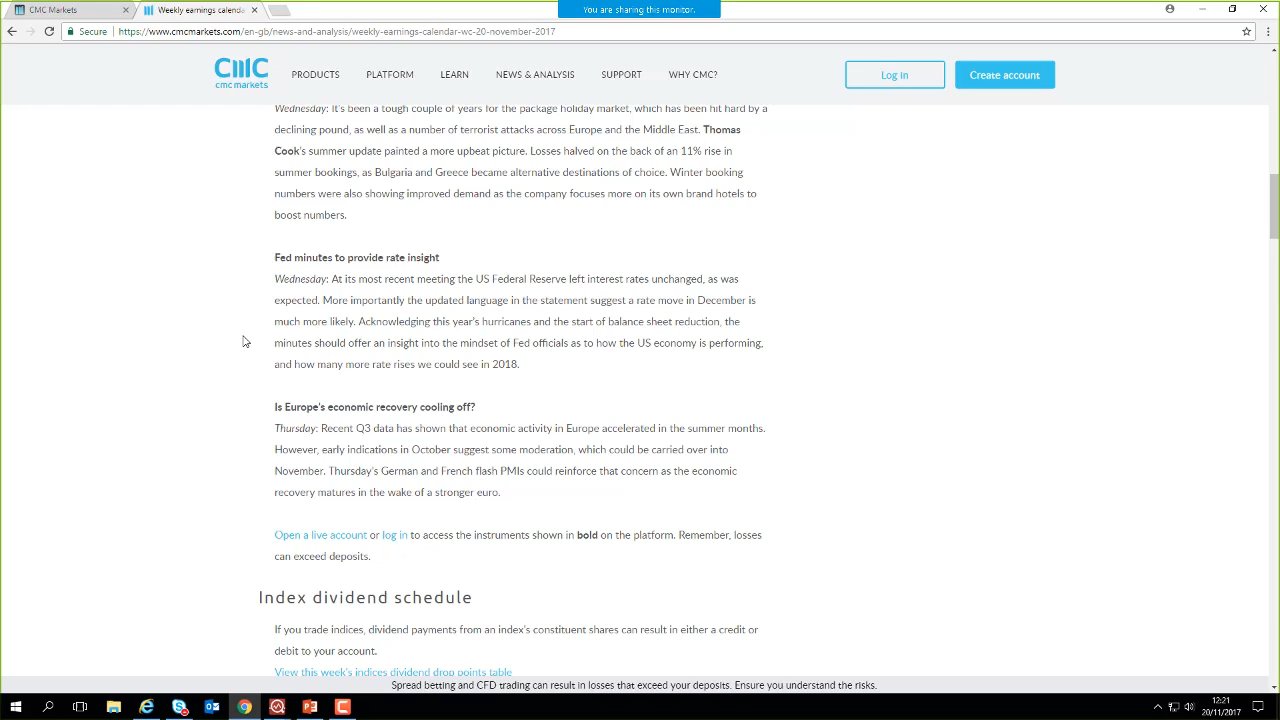 CMC Markets
Weekly earnings calenda
You are sharing this monitor.
Secure
https://www.cmcmarkets.com/en-gb/news-and-analysis/weekly-earnings-calendar-wc-20-november-2017
cmc markets
PRODUCTS
PLATFORM
LEARN
NEWS & ANALYSIS
SUPPORT
WHY CMC?
Log in
Create account
Wednesday: It's been a tough couple of years for the package holiday market, which has been hit hard by a
declining pound, as well as a number of terrorist attacks across Europe and the Middle East. Thomas
Cook's summer update painted a more upbeat picture. Losses halved on the back of an 11% rise in
summer bookings, as Bulgaria and Greece became alternative destinations of choice. Winter booking
numbers were also showing improved demand as the company focuses more on its own brand hotels to
boost numbers.
Fed minutes to provide rate insight
Wednesday: At its most recent meeting the US Federal Reserve left interest rates unchanged, as was
expected. More importantly the updated language in the statement suggest a rate move in December is
much more likely. Acknowledging this year's hurricanes and the start of balance sheet reduction, the
minutes should offer an insight into the mindset of Fed officials as to how the US economy is performing,
and how many more rate rises we could see in 2018.
Is Europe's economic recovery cooling off?
Thursday: Recent Q3 data has shown that economic activity in Europe accelerated in the summer months.
However, early indications in October suggest some moderation, which could be carried over into
November. Thursday's German and French flash PMIs could reinforce that concern as the economic
recovery matures in the wake of a stronger euro.
Open a live account or log in to access the instruments shown in bold on the platform. Remember, losses
can exceed deposits.
Index dividend schedule
If you trade indices, dividend payments from an index's constituent shares can result in either a credit or
debit to your account.
View this week's indices dividend drop points table
Spread betting and CFD trading can result in losses that exceed your deposits. Ensure you understand the risks.
12:21
20/11/2017